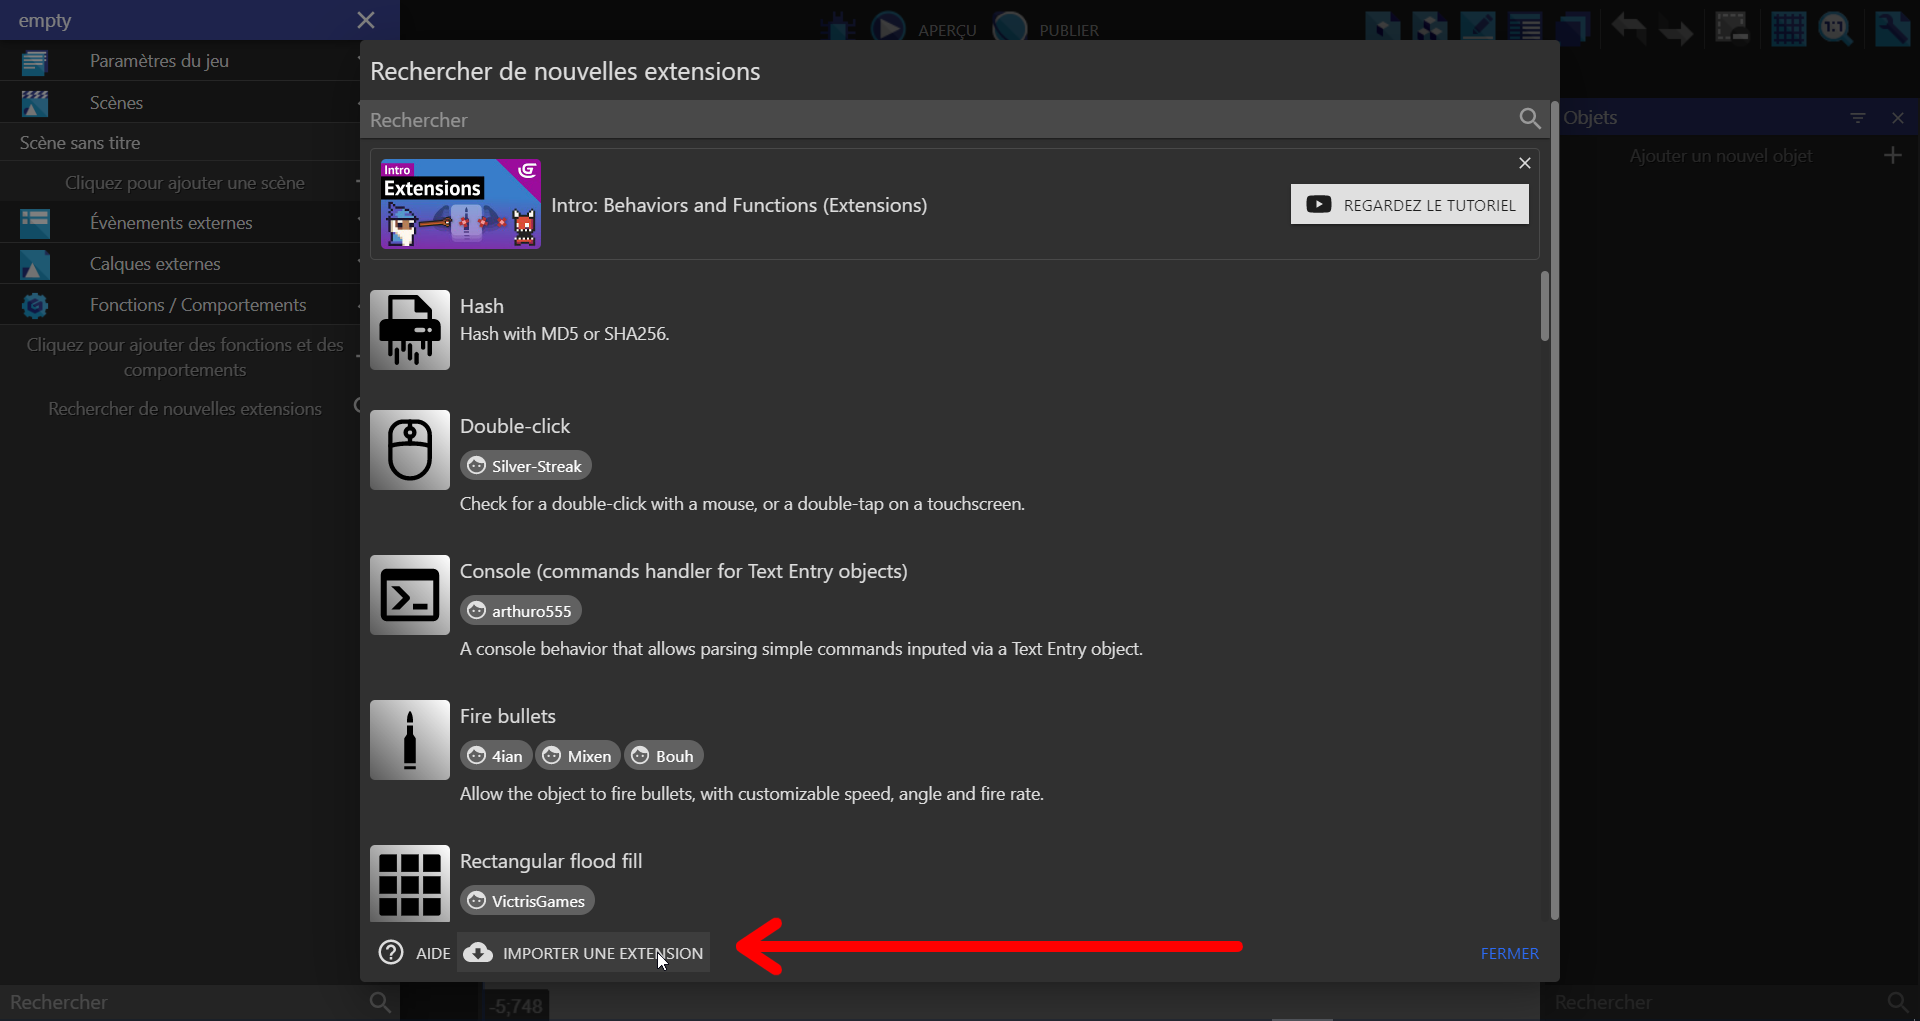 empty
APERÇU
PUBLIER
1:1
Paramètres du jeu
Scènes
Scène sans titre
Cliquez pour ajouter une scène
Évènements externes
Calques externes
Fonctions / Comportements
Cliquez pour ajouter des fonctions et des
comportements
Rechercher de nouvelles extensions
Rechercher
Rechercher de nouvelles extensions
Rechercher
Intro
Extensions
Intro: Behaviors and Functions (Extensions)
REGARDEZ LE TUTORIEL
Hash
Hash with MD5 or SHA256.
Double-click
Silver-Streak
Check for a double-click with a mouse, or a double-tap on a touchscreen.
Console (commands handler for Text Entry objects)
arthuro555
A console behavior that allows parsing simple commands inputed via a Text Entry object.
Fire bullets
4ian Mixen Bouh
Allow the object to fire bullets, with customizable speed, angle and fire rate.
Rectangular flood fill
VictrisGames
AIDE
IMPORTER UNE EXTENSION
FERMER
Objets
Ajouter un nouvel objet
-5;748
Rechercher